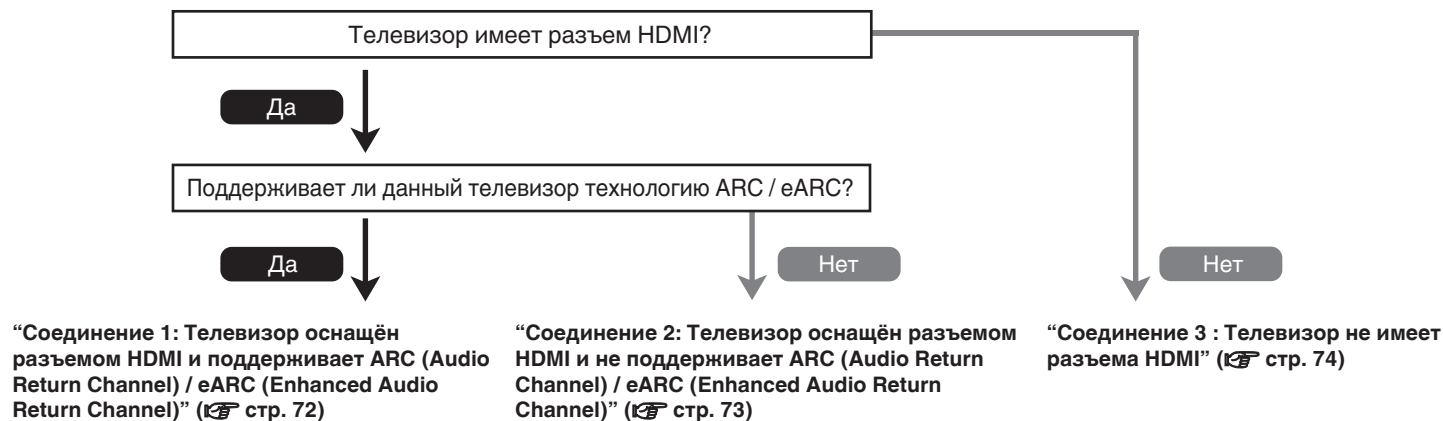 Телевизор имеет разъем HDMI?
Да
Поддерживает ли данный телевизор технологию ARC / eARC?
Да
Нет
Нет
“Соединение 1: Телевизор оснащён
разъемом HDMI и поддерживает ARC (Audio
Return Channel) / eARC (Enhanced Audio
Return Channel)” (☞ стр. 72)
“Соединение 2: Телевизор оснащён разъемом
HDMI и не поддерживает ARC (Audio Return
Channel) / eARC (Enhanced Audio Return
Channel)” (☞ стр. 73)
“Соединение 3 : Телевизор не имеет
разъема HDMI” (☞ стр. 74)